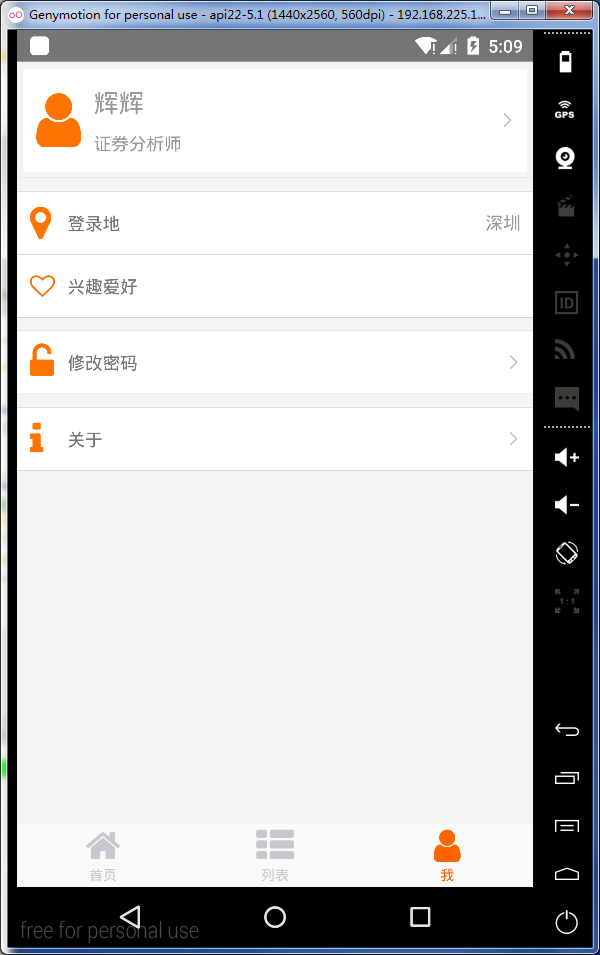 Genymotion for personal use - api22-5.1 (1440x2560, 560dpi) - 192.168.225.1...
5:09
辉辉
证券分析师
GPS
登录地 深圳
兴趣爱好
ID
修改密码
关于
1:1
首页 列表 我
free for personal use